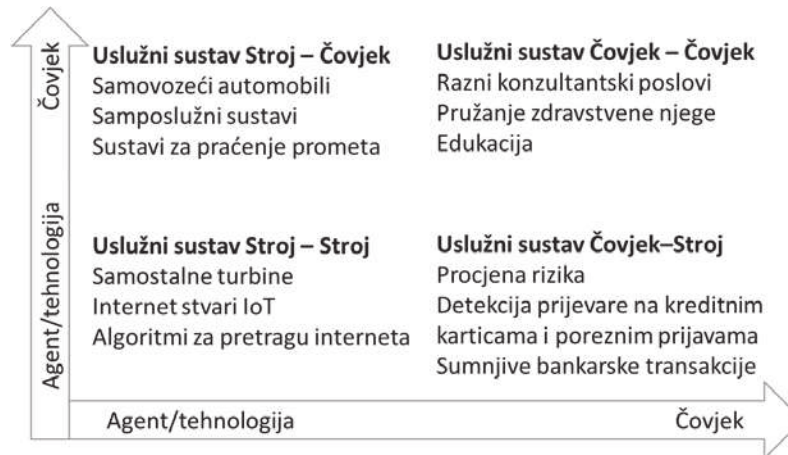 Čovjek
Agent/tehnologija
Uslužni sustav Stroj – Čovjek
Samovozeći automobili
Samposlužni sustavi
Sustavi za praćenje prometa
Uslužni sustav Čovjek – Čovjek
Razni konzultantski poslovi
Pružanje zdravstvene njege
Edukacija
Uslužni sustav Stroj – Stroj
Samostalne turbine
Internet stvari IoT
Algoritmi za pretragu interneta
Uslužni sustav Čovjek–Stroj
Procjena rizika
Detekcija prijevare na kreditnim
karticama i poreznim prijavama
Sumnjive bankarske transakcije
Agent/tehnologija
Čovjek